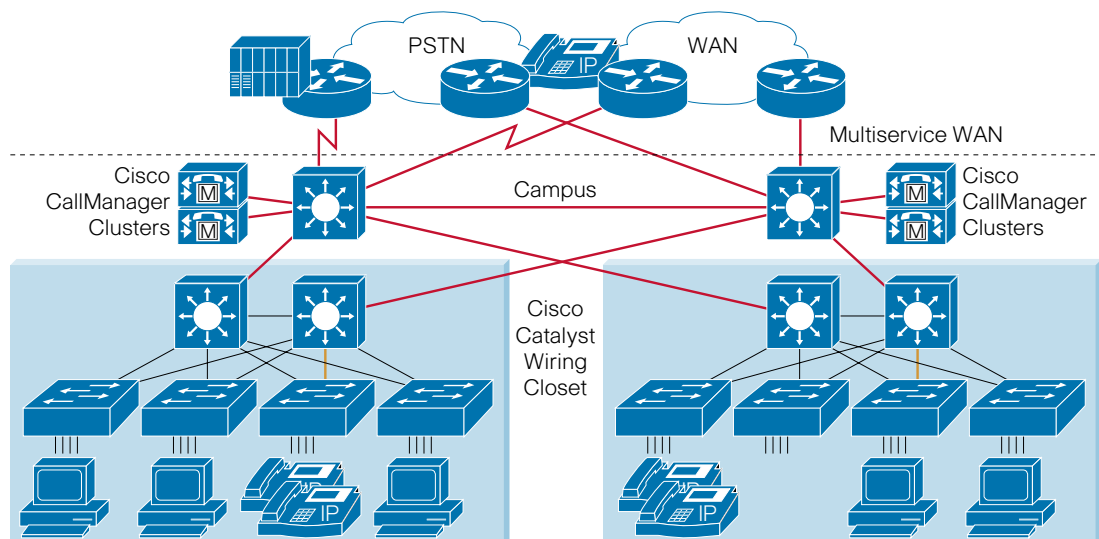 PSTN
IP
WAN
Multiservice WAN
Cisco
CallManager
Clusters
M
M
Campus
M
M
Cisco
CallManager
Clusters
Cisco
Catalyst
Wiring
Closet
IP
IP